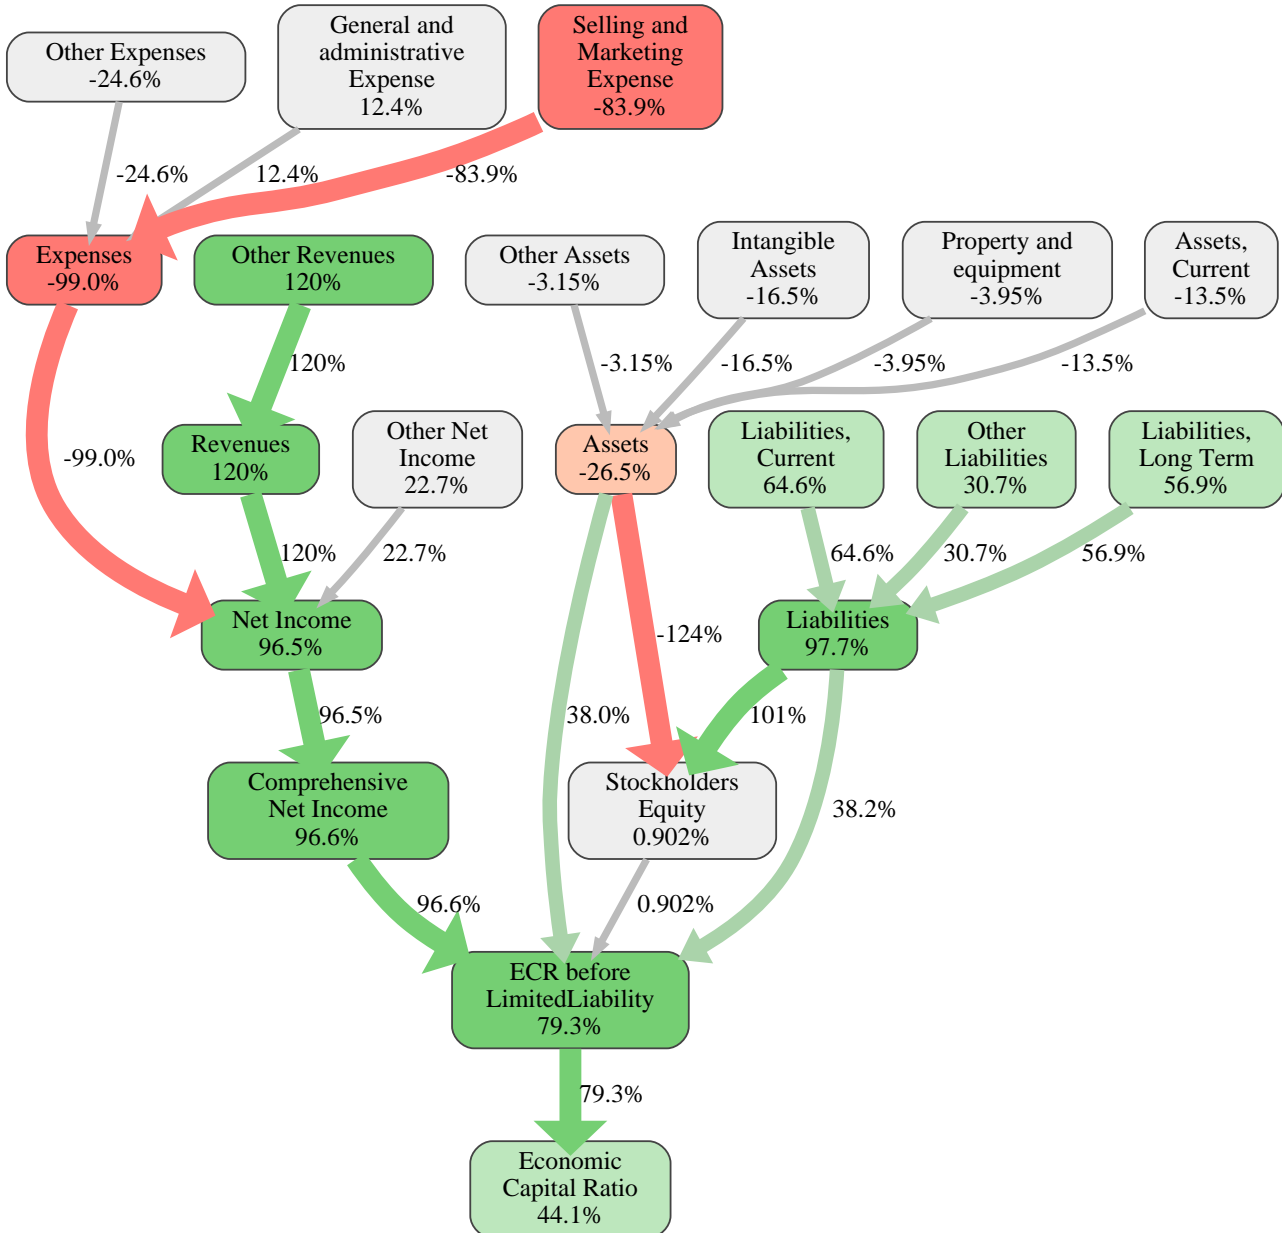 Other Expenses
-24.6%
General and
administrative
Expense
12.4%
Selling and
Marketing
Expense
-83.9%
-24.6%
12.4%
-83.9%
Expenses
-99.0%
Other Revenues
120%
Other Assets
-3.15%
Intangible
Assets
-16.5%
Property and
equipment
-3.95%
Assets,
Current
-13.5%
120%
-3.15%
-16.5%
-3.95%
-13.5%
-99.0%
Revenues
120%
Other Net
Income
22.7%
Assets
-26.5%
Liabilities,
Current
64.6%
Other
Liabilities
30.7%
Liabilities,
Long Term
56.9%
120%
22.7%
64.6%
30.7%
56.9%
Net Income
96.5%
-124%
Liabilities
97.7%
96.5%
38.0%
101%
Comprehensive
Net Income
96.6%
Stockholders
Equity
0.902%
38.2%
96.6%
0.902%
ECR before
LimitedLiability
79.3%
79.3%
Economic
Capital Ratio
44.1%